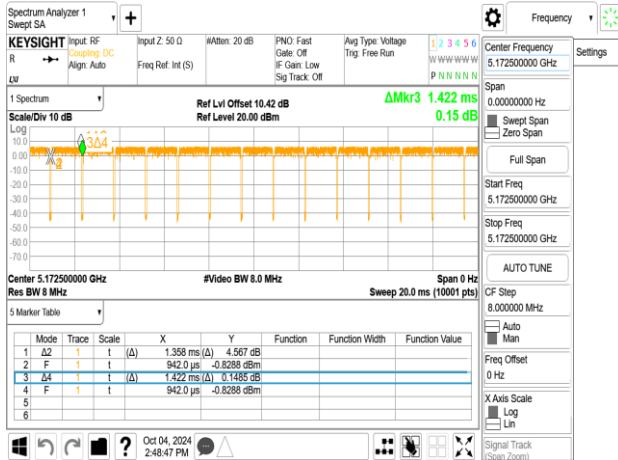 Spectrum Analyzer 1
Swept SA
Frequency
Settings
KEYSIGHT
R
Input: RF
Coupling: DC
Align: Auto
Input Z: 50 Ω
Freq Ref: Int (S)
#Atten: 20 dB
PNO: Fast
Gate: Off
IF Gain: Low
Sig Track: Off
Avg Type: Voltage
Trig: Free Run
1 2 3 4 5 6
W W W W W W
P N N N N N
LXI
1 Spectrum
Scale/Div 10 dB
Ref Lvl Offset 10.42 dB
Ref Level 20.00 dBm
ΔMkr3 1.422 ms
0.15 dB
Log
10.0
0.00
-10.0
-20.0
-30.0
-40.0
-50.0
-60.0
-70.0
3Δ4
Center 5.172500000 GHz
Res BW 8 MHz
#Video BW 8.0 MHz
Span 0 Hz
Sweep 20.0 ms (10001 pts)
5 Marker Table
Mode Trace Scale X Y Function Function Width Function Value
1 Δ2 1 t (Δ) 1.358 ms (Δ) 4.567 dB
2 F 1 t 942.0 µs -0.8288 dBm
3 Δ4 1 t (Δ) 1.422 ms (Δ) 0.1485 dB
4 F 1 t 942.0 µs -0.8288 dBm
5
6
Oct 04, 2024
2:48:47 PM
Center Frequency
5.172500000 GHz
Span
0.00000000 Hz
Swept Span
Zero Span
Full Span
Start Freq
5.172500000 GHz
Stop Freq
5.172500000 GHz
AUTO TUNE
CF Step
8.000000 MHz
Auto
Man
Freq Offset
0 Hz
X Axis Scale
Log
Lin
Signal Track
(Span Zoom)